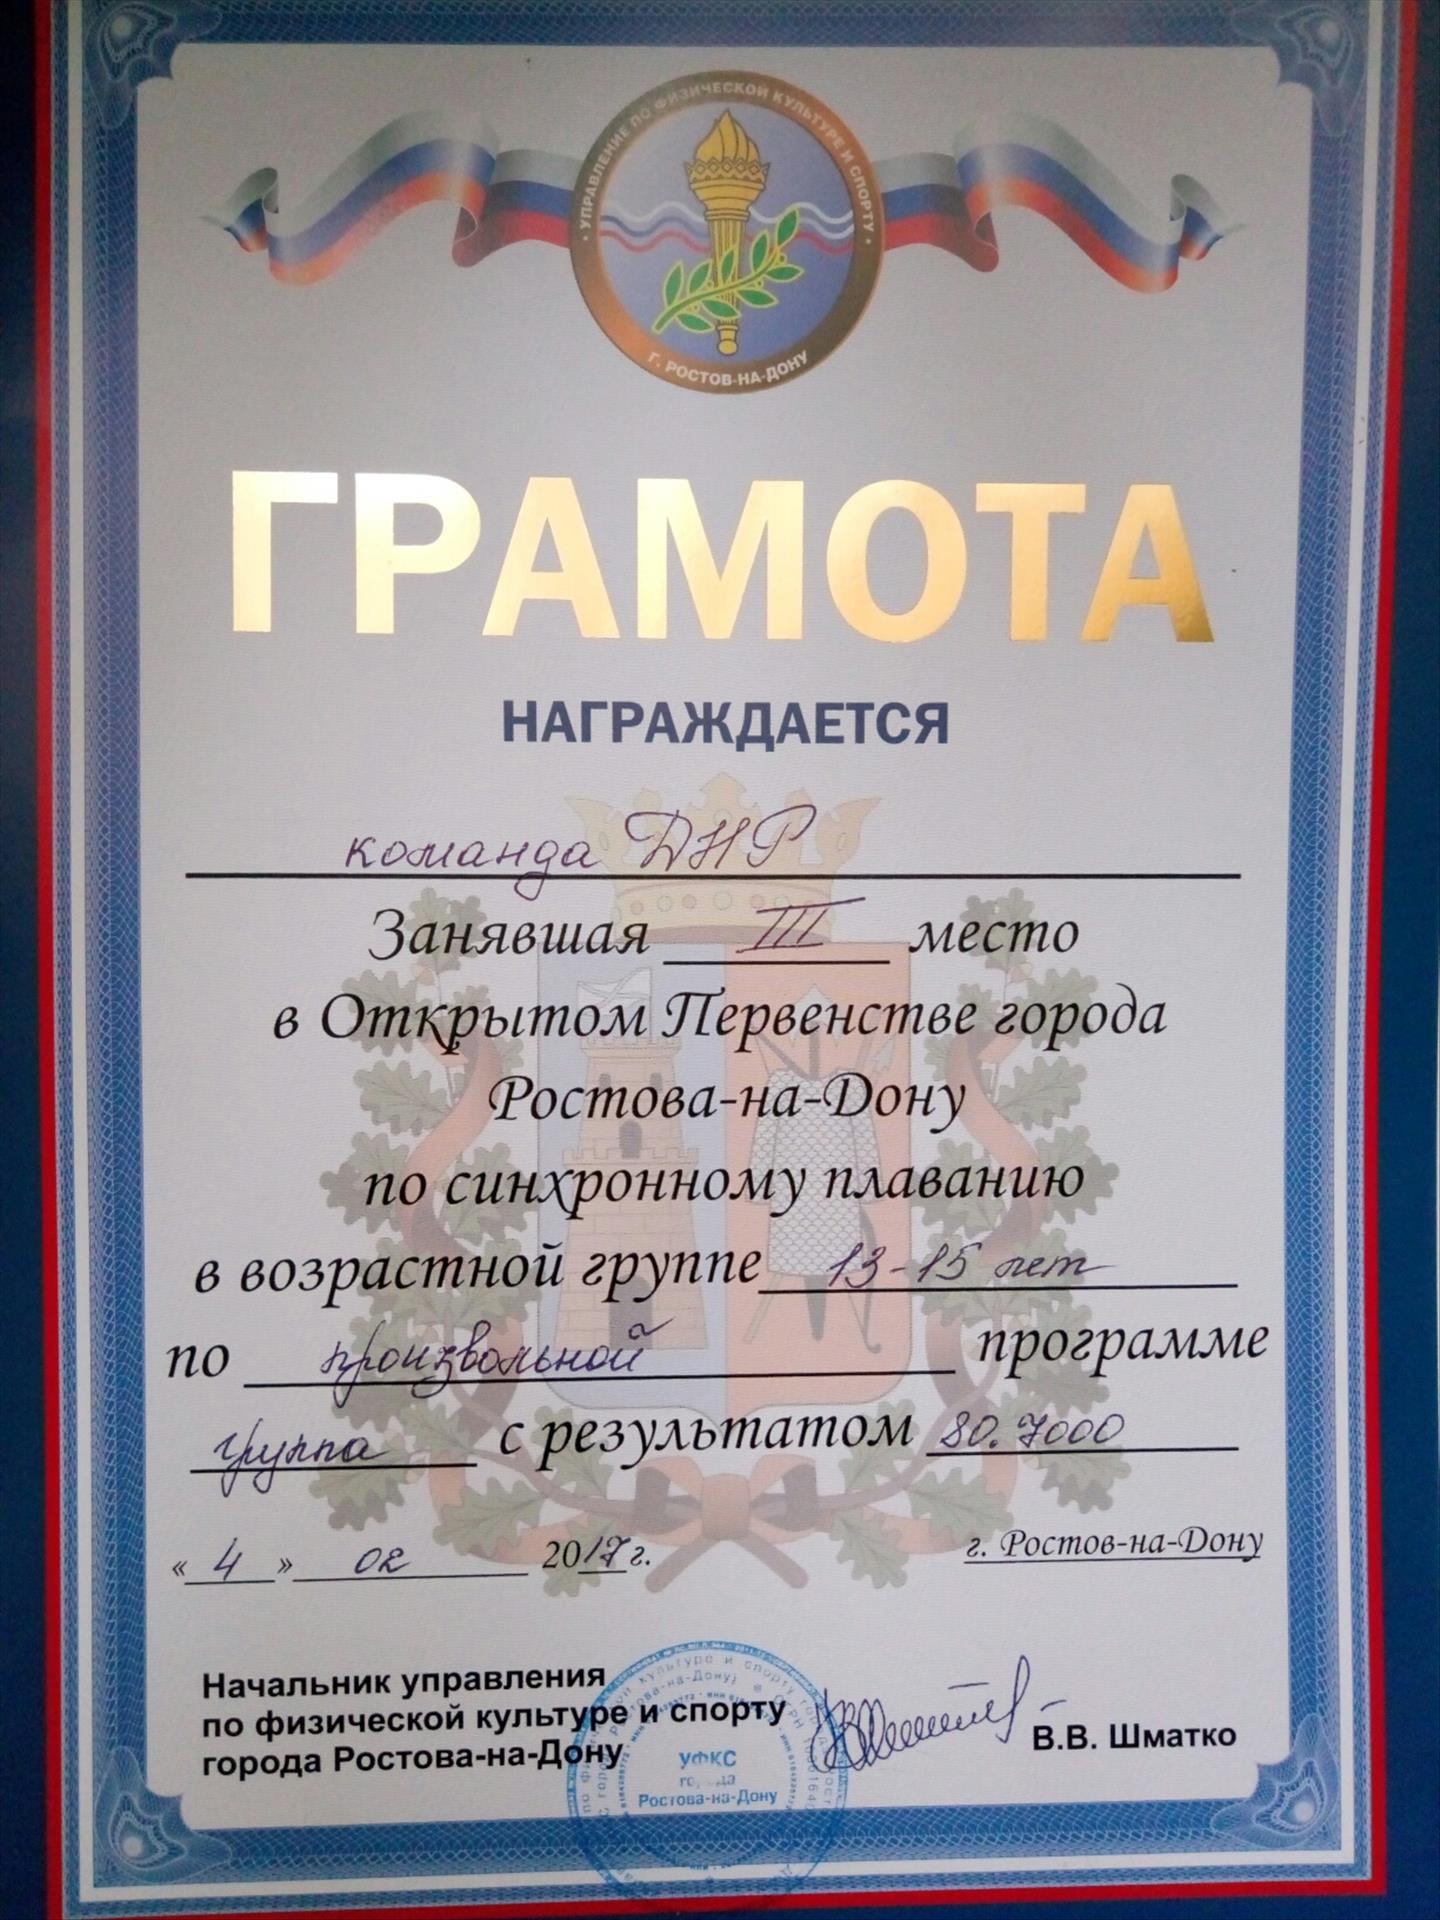 • УПРАВЛЕНИЕ ПО ФИЗИЧЕСКОЙ КУЛЬТУРЕ И СПОРТУ •
Г. РОСТОВ-НА-ДОНУ
ГРАМОТА
НАГРАЖДАЕТСЯ
команда ДНР
Занявшая III место
в Открытом Первенстве города
Ростова-на-Дону
по синхронному плаванию
в возрастной группе 13-15 лет
по произвольной программе
группа с результатом 80.7000
« 4 » 02 2017 г.
г. Ростов-на-Дону
Начальник управления
по физической культуре и спорту
города Ростова-на-Дону
В.В. Шматко
УФКС
города
Ростова-на-Дону